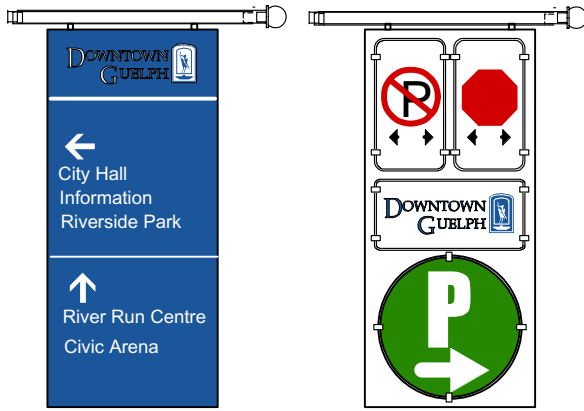 DOWNTOWN
GUELPH
City Hall
Information
Riverside Park
River Run Centre
Civic Arena
P
DOWNTOWN
GUELPH
P